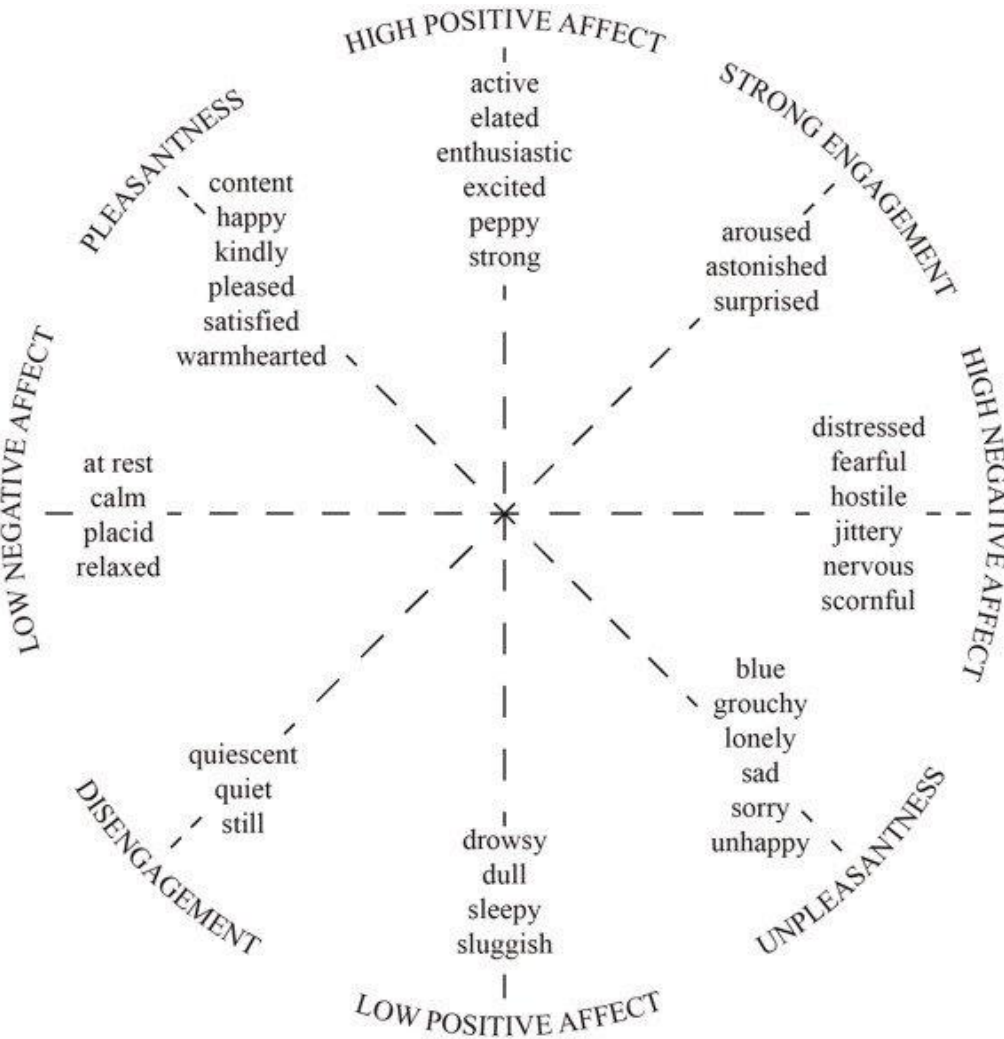 HIGH POSITIVE AFFECT
active
elated
enthusiastic
excited
peppy
strong
STRONG ENGAGEMENT
aroused
astonished
surprised
HIGH NEGATIVE AFFECT
distressed
fearful
hostile
jittery
nervous
scornful
UNPLEASANTNESS
blue
grouchy
lonely
sad
sorry
unhappy
LOW POSITIVE AFFECT
drowsy
dull
sleepy
sluggish
DISENGAGEMENT
quiescent
quiet
still
LOW NEGATIVE AFFECT
at rest
calm
placid
relaxed
PLEASANTNESS
content
happy
kindly
pleased
satisfied
warmhearted